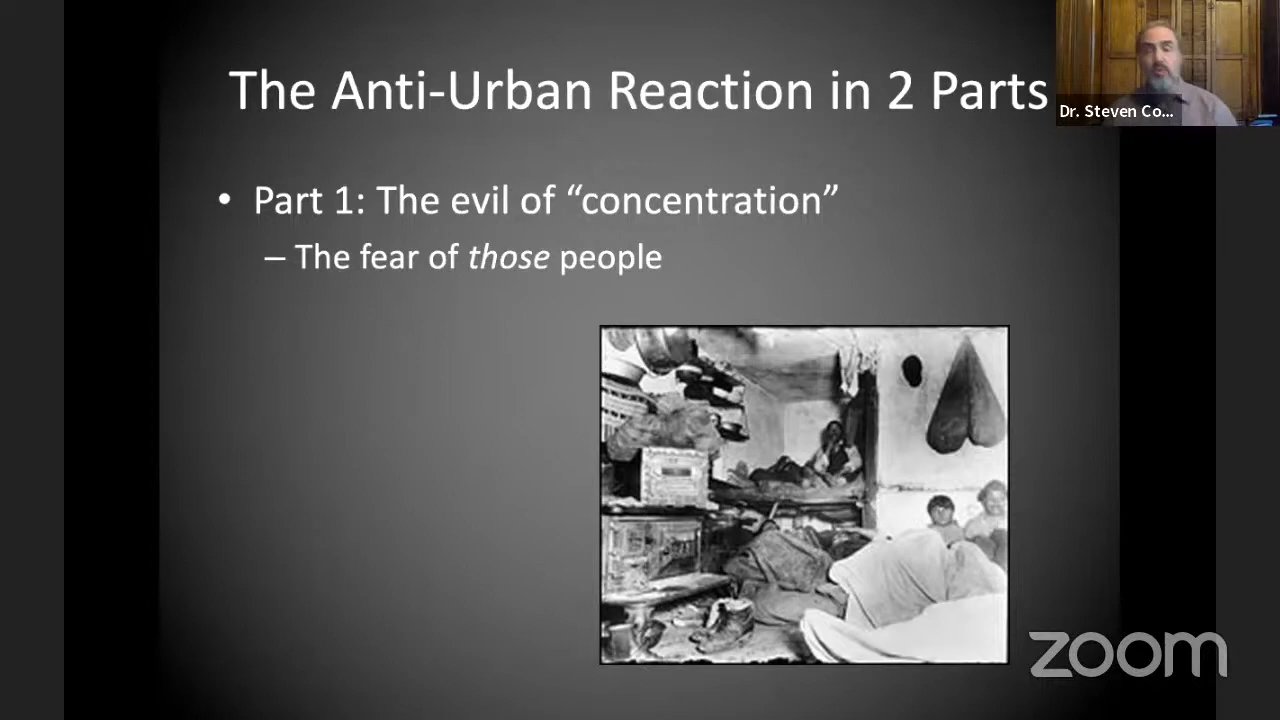 The Anti-Urban Reaction in 2 Parts
Dr. Steven Co...
• Part 1: The evil of “concentration”
– The fear of those people
zoom